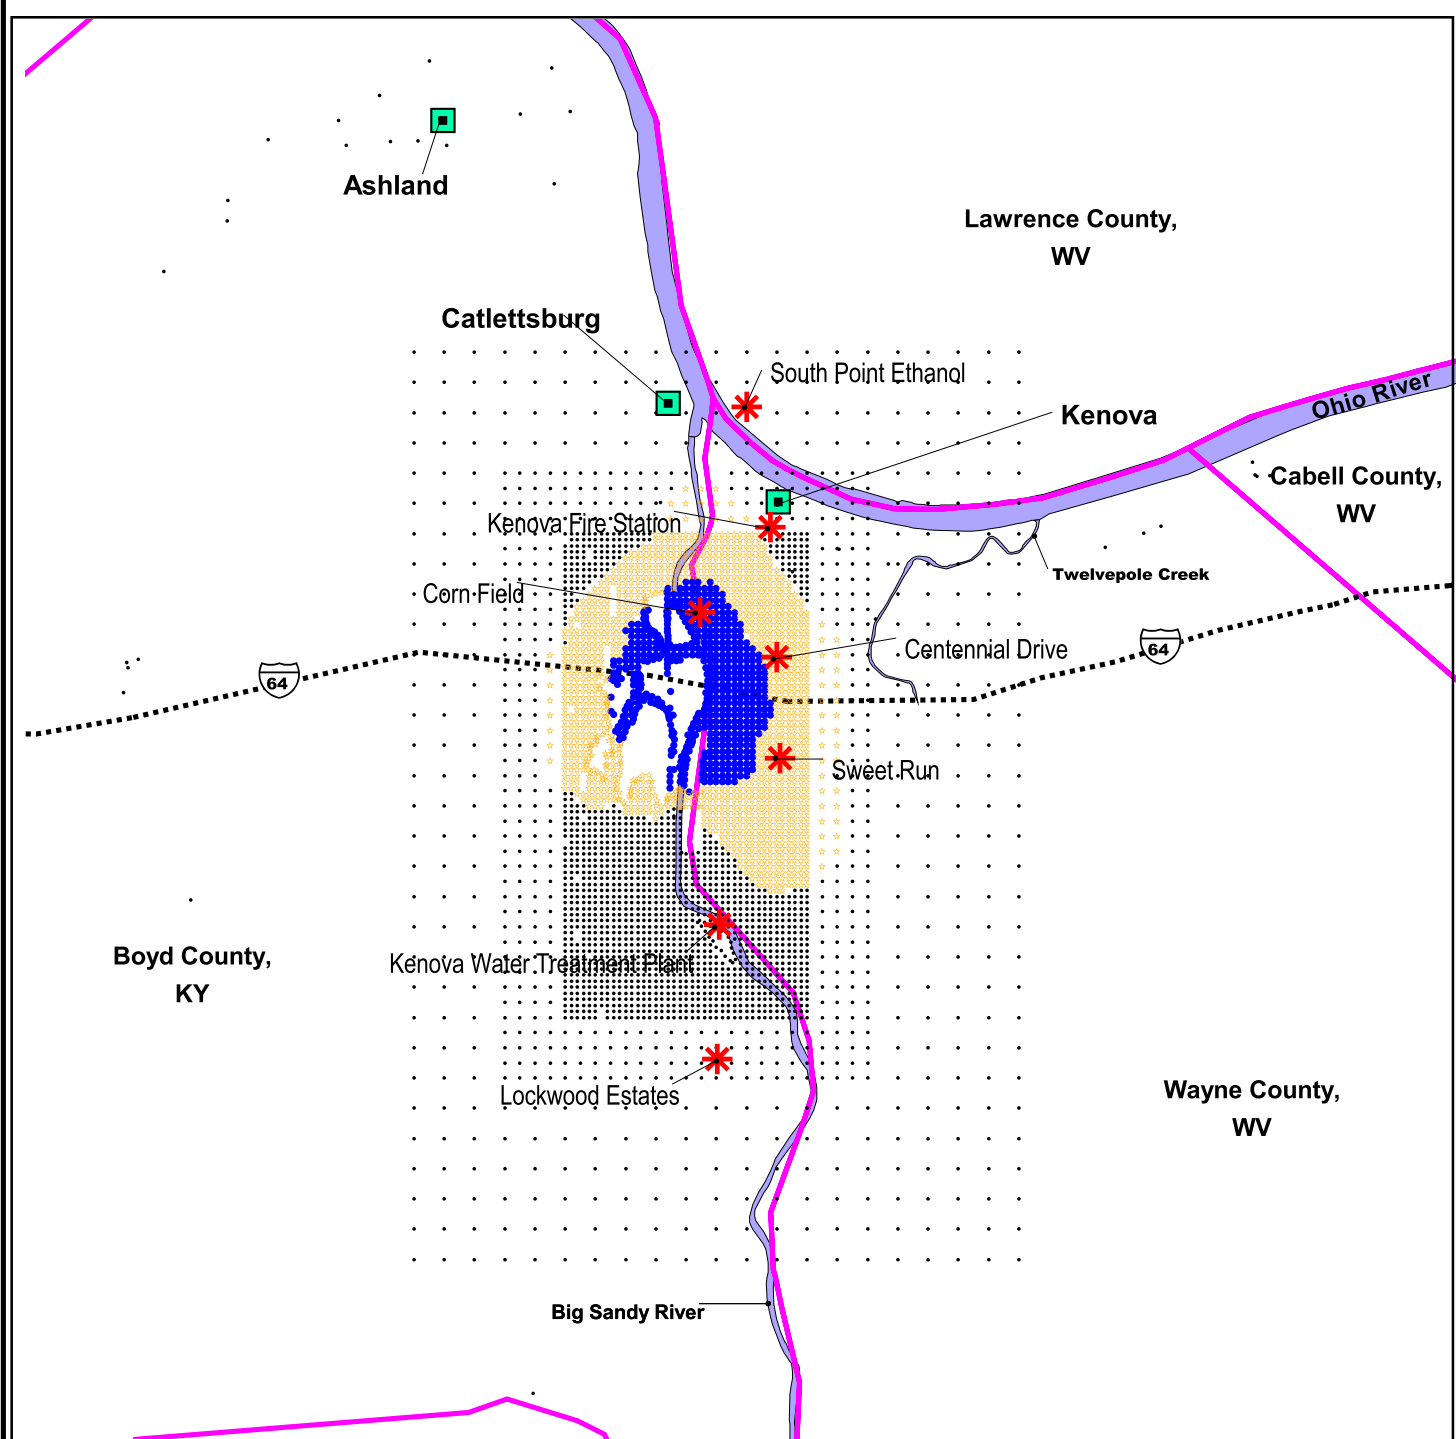 Ashland
Lawrence County,
WV
Catlettsburg
South Point Ethanol
Ohio River
Kenova
Cabell County,
WV
Kenova Fire Station
Twelvepole Creek
Corn Field
Centennial Drive
64
64
Sweet Run
Boyd County,
KY
Kenova Water Treatment Plant
Lockwood Estates
Wayne County,
WV
Big Sandy River